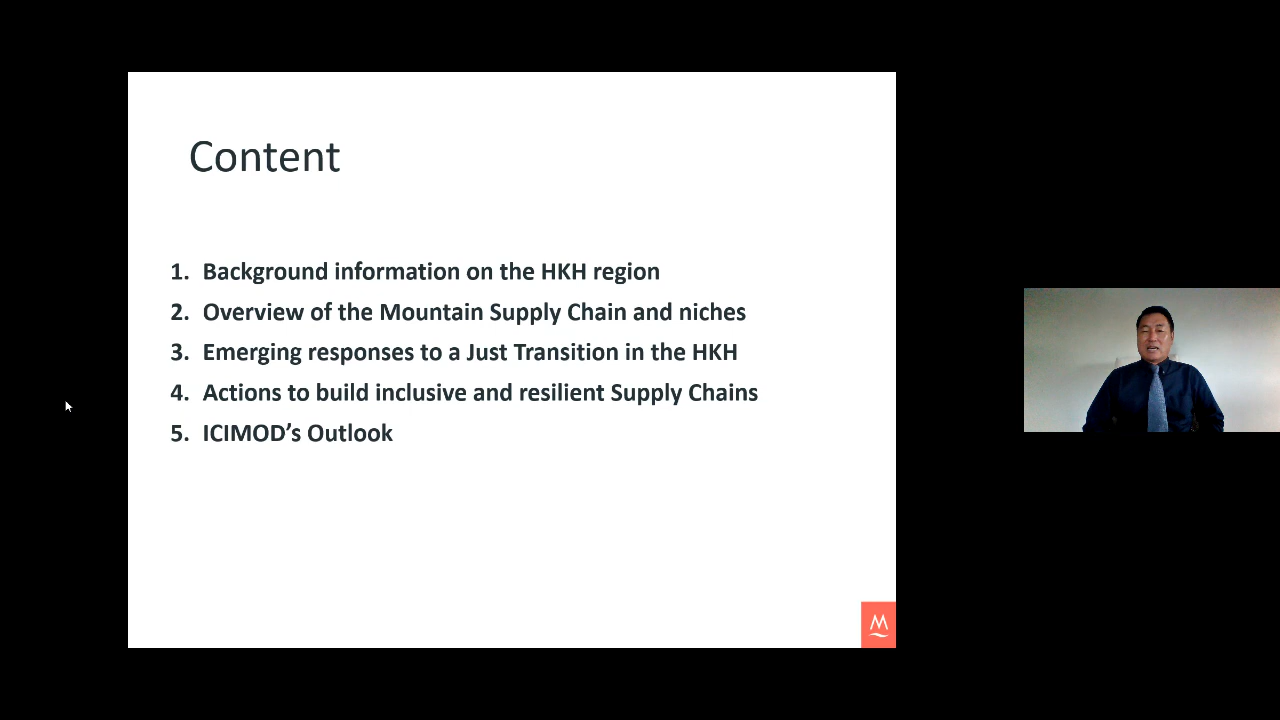 Content
1. Background information on the HKH region
2. Overview of the Mountain Supply Chain and niches
3. Emerging responses to a Just Transition in the HKH
4. Actions to build inclusive and resilient Supply Chains
5. ICIMOD’s Outlook